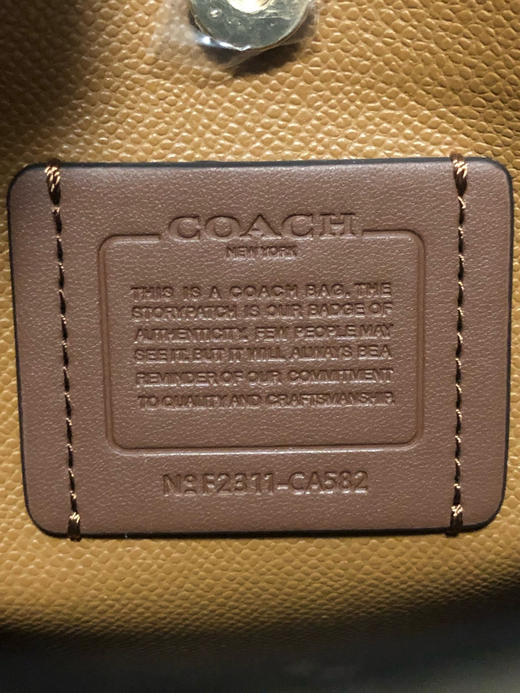 COACH
NEW YORK
THIS IS A COACH BAG. THE
STORYPATCH IS OUR BADGE OF
AUTHENTICITY. FEW PEOPLE MAY
SEE IT. BUT IT WILL ALWAYS BE A
REMINDER OF OUR COMMITMENT
TO QUALITY AND CRAFTSMANSHIP.
Nº F2311-CA582